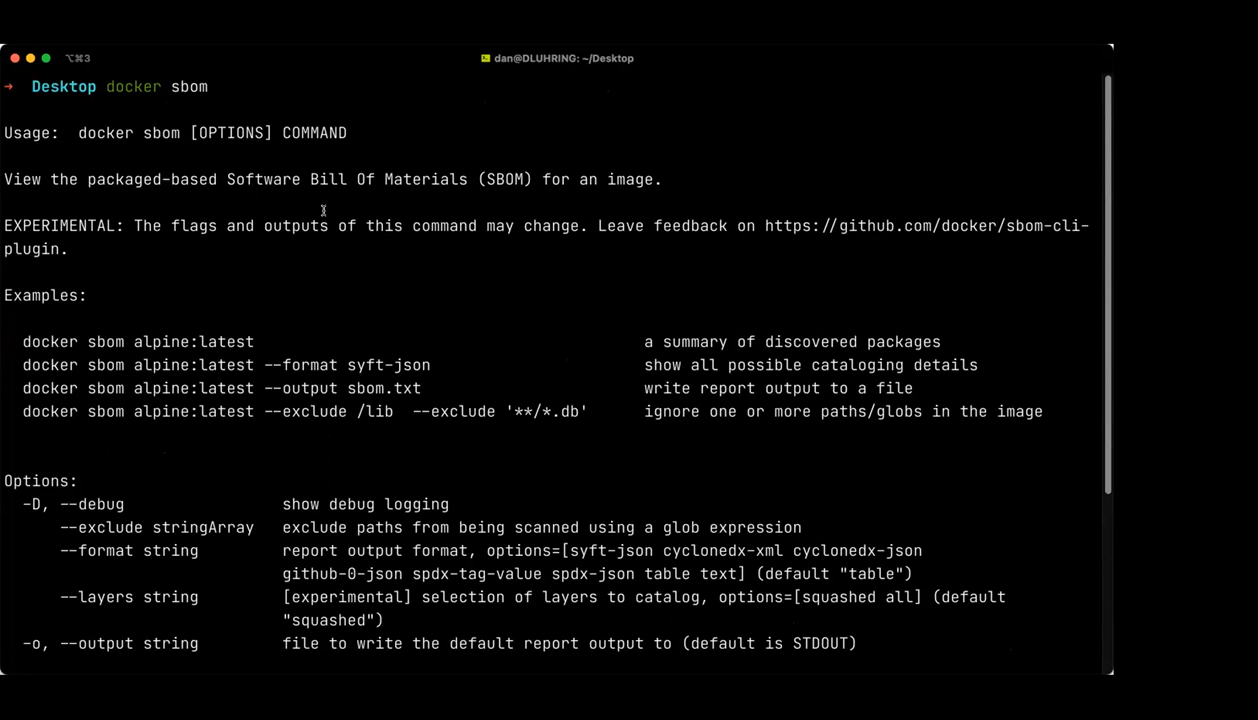 ⌥⌘3
dan@DLUHRING: ~/Desktop
➜ Desktop docker sbom
Usage:  docker sbom [OPTIONS] COMMAND
View the packaged-based Software Bill Of Materials (SBOM) for an image.
EXPERIMENTAL: The flags and outputs of this command may change. Leave feedback on https://github.com/docker/sbom-cli-
plugin.
Examples:
docker sbom alpine:latest a summary of discovered packages
docker sbom alpine:latest --format syft-json show all possible cataloging details
docker sbom alpine:latest --output sbom.txt write report output to a file
docker sbom alpine:latest --exclude /lib  --exclude '**/*.db' ignore one or more paths/globs in the image
Options:
-D, --debug show debug logging
--exclude stringArray exclude paths from being scanned using a glob expression
--format string report output format, options=[syft-json cyclonedx-xml cyclonedx-json
github-0-json spdx-tag-value spdx-json table text] (default "table")
--layers string [experimental] selection of layers to catalog, options=[squashed all] (default
"squashed")
-o, --output string file to write the default report output to (default is STDOUT)